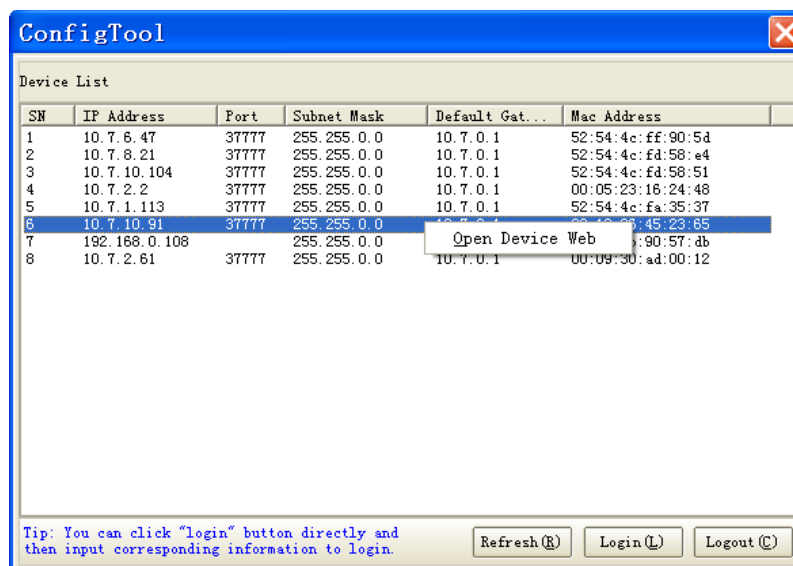 ConfigTool
Device List
SN IP Address Port Subnet Mask Default Gat... Mac Address
1 10.7.6.47 37777 255.255.0.0 10.7.0.1 52:54:4c:ff:90:5d
2 10.7.8.21 37777 255.255.0.0 10.7.0.1 52:54:4c:fd:58:e4
3 10.7.10.104 37777 255.255.0.0 10.7.0.1 52:54:4c:fd:58:51
4 10.7.2.2 37777 255.255.0.0 10.7.0.1 00:05:23:16:24:48
5 10.7.1.113 37777 255.255.0.0 10.7.0.1 52:54:4c:fa:35:37
6 10.7.10.91 37777 255.255.0.0 :45:23:65
Open Device Web
7 192.168.0.108 255.255.0.0 :90:57:db
8 10.7.2.61 37777 255.255.0.0 10.7.0.1 00:09:30:ad:00:12
Tip: You can click "login" button directly and
then input corresponding information to login.
Refresh(R) Login(L) Logout(C)